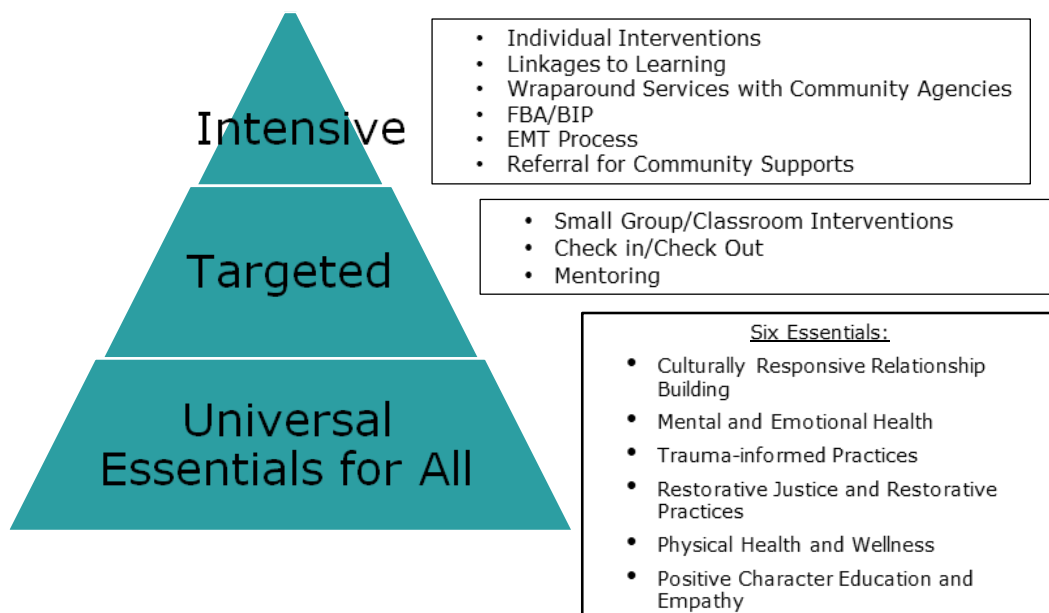 Intensive
• Individual Interventions
• Linkages to Learning
• Wraparound Services with Community Agencies
• FBA/BIP
• EMT Process
• Referral for Community Supports
Targeted
• Small Group/Classroom Interventions
• Check in/Check Out
• Mentoring
Universal
Essentials for All
Six Essentials:
• Culturally Responsive Relationship
Building
• Mental and Emotional Health
• Trauma-informed Practices
• Restorative Justice and Restorative
Practices
• Physical Health and Wellness
• Positive Character Education and
Empathy